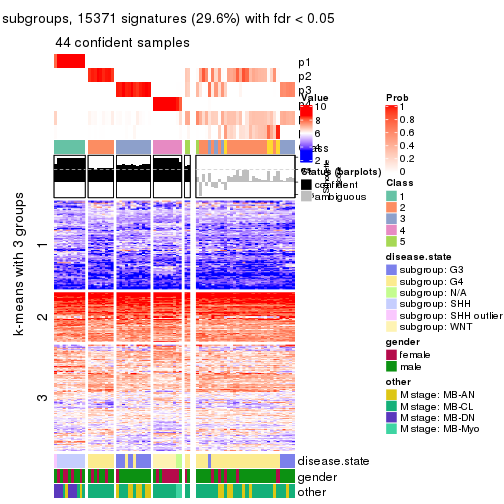 subgroups, 15371 signatures (29.6%) with fdr < 0.05
44 confident samples
p1
p2
p3
Value
10
8
6
4
2
Prob
1
0.8
0.6
0.4
0.2
0
Class
1
2
3
4
5
Status (barplots)
confident
ambiguous
k-means with 3 groups
1
2
3
disease.state
subgroup: G3
subgroup: G4
subgroup: N/A
subgroup: SHH
subgroup: SHH outlier
subgroup: WNT
gender
female
male
other
M stage: MB-AN
M stage: MB-CL
M stage: MB-DN
M stage: MB-Myo
disease.state
gender
other